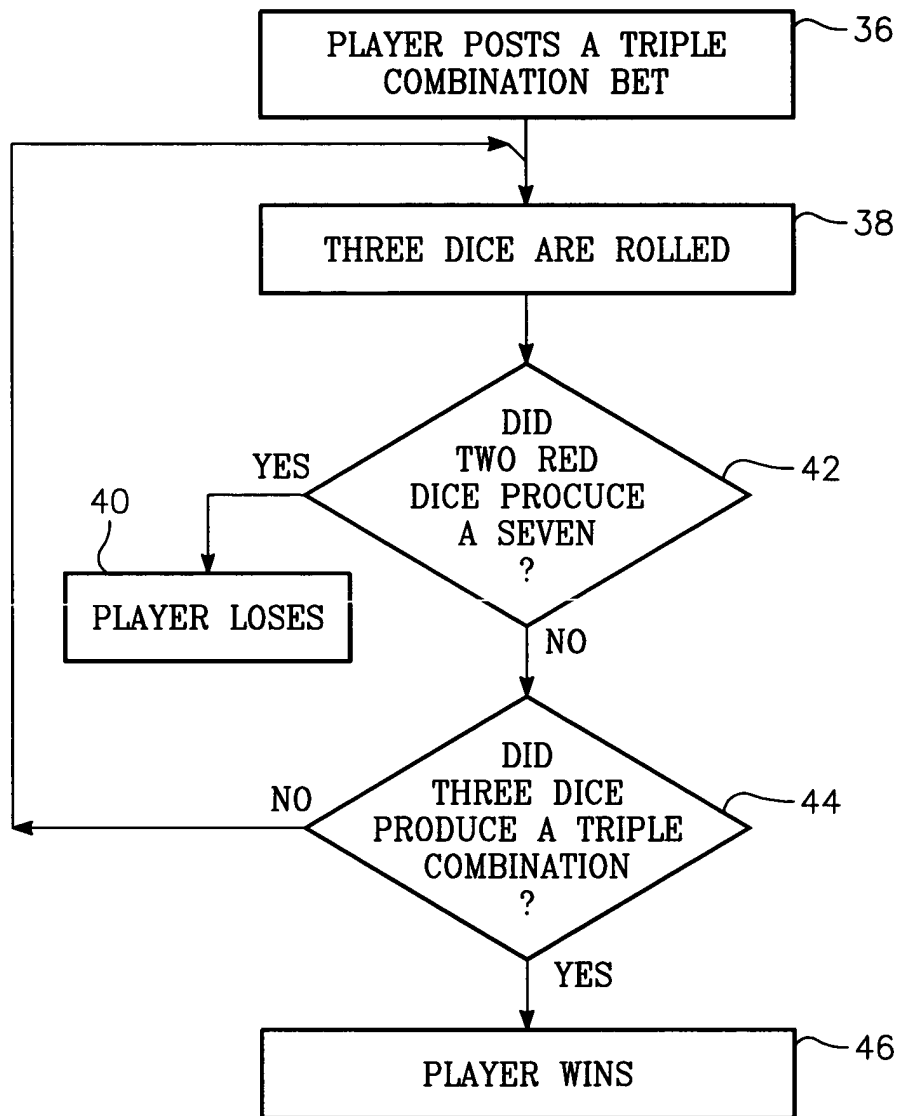 PLAYER POSTS A TRIPLE
COMBINATION BET
36
THREE DICE ARE ROLLED
38
DID
TWO RED
DICE PROCUCE
A SEVEN
?
42
YES
40
PLAYER LOSES
NO
DID
THREE DICE
PRODUCE A TRIPLE
COMBINATION
?
44
NO
YES
PLAYER WINS
46